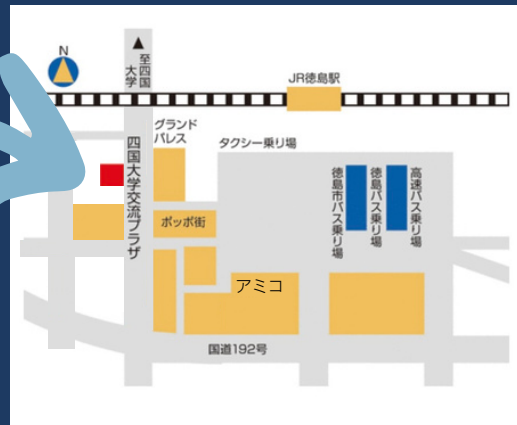 N
▲
至四国
大学
JR徳島駅
グランド
パレス
タクシー乗り場
四国大学交流プラザ
ポッポ街
徳島市バス乗り場
徳島バス乗り場
高速バス乗り場
アミコ
国道192号